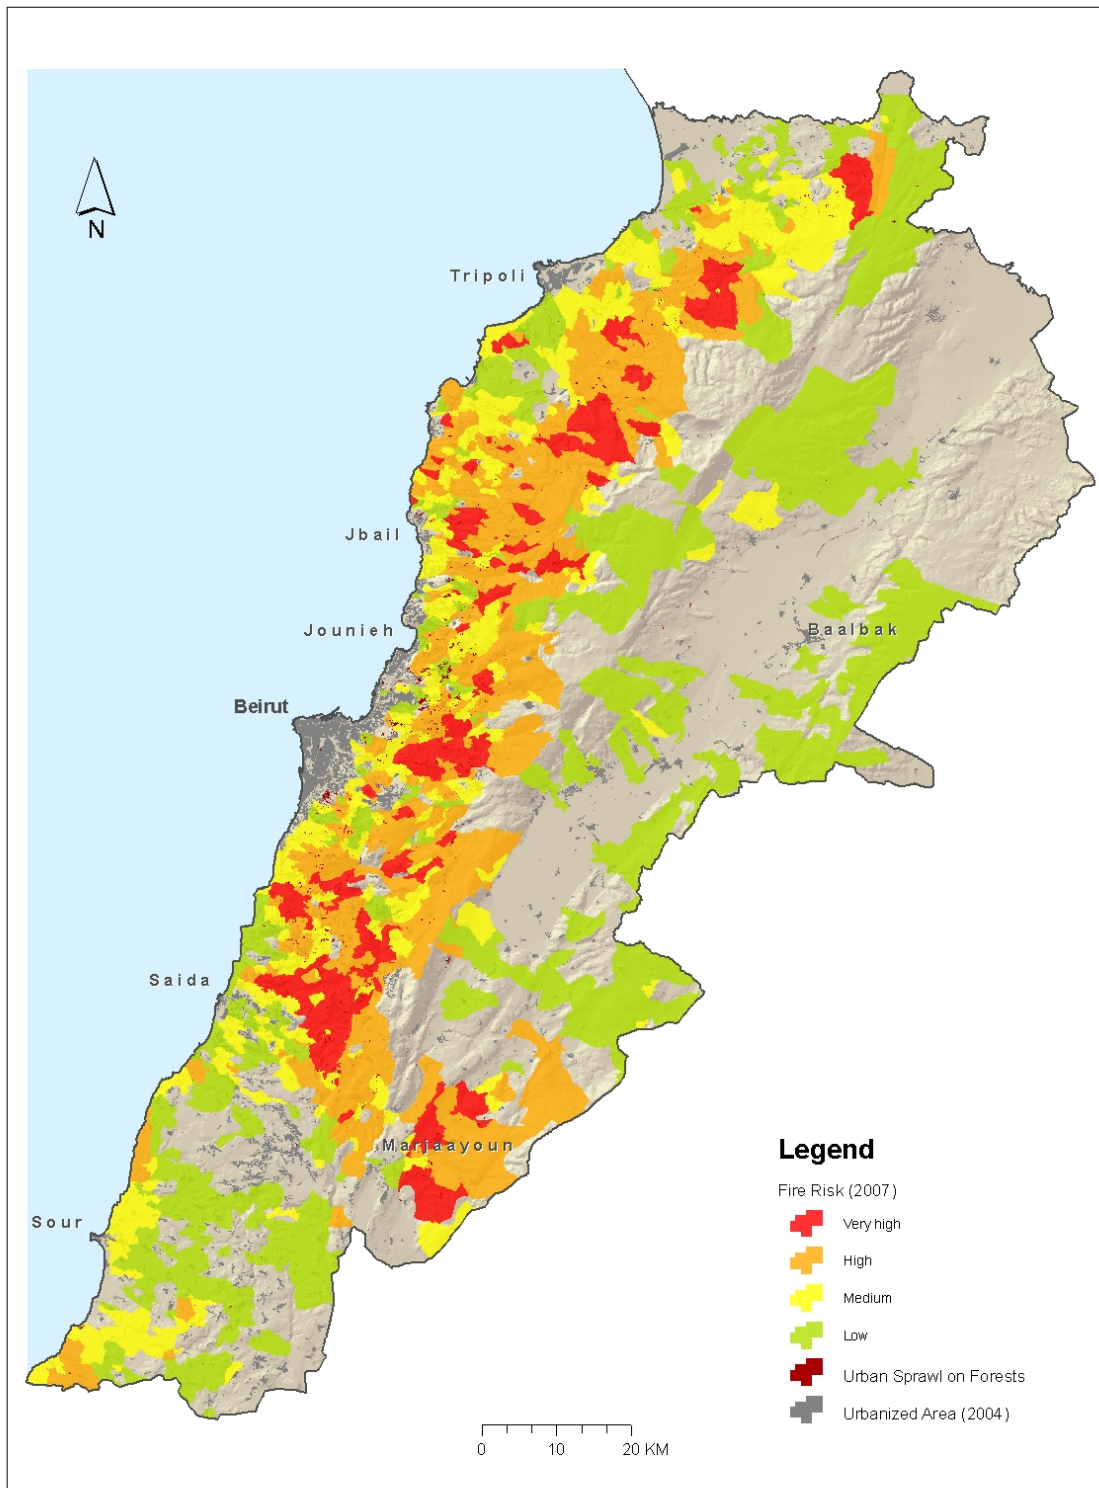 N
Tripoli
Jbail
Jounieh
Baalbak
Beirut
Saida
Marjaayoun
Sour
Legend
Fire Risk (2007)
Very high
High
Medium
Low
Urban Sprawl on Forests
Urbanized Area (2004)
0 10 20 KM